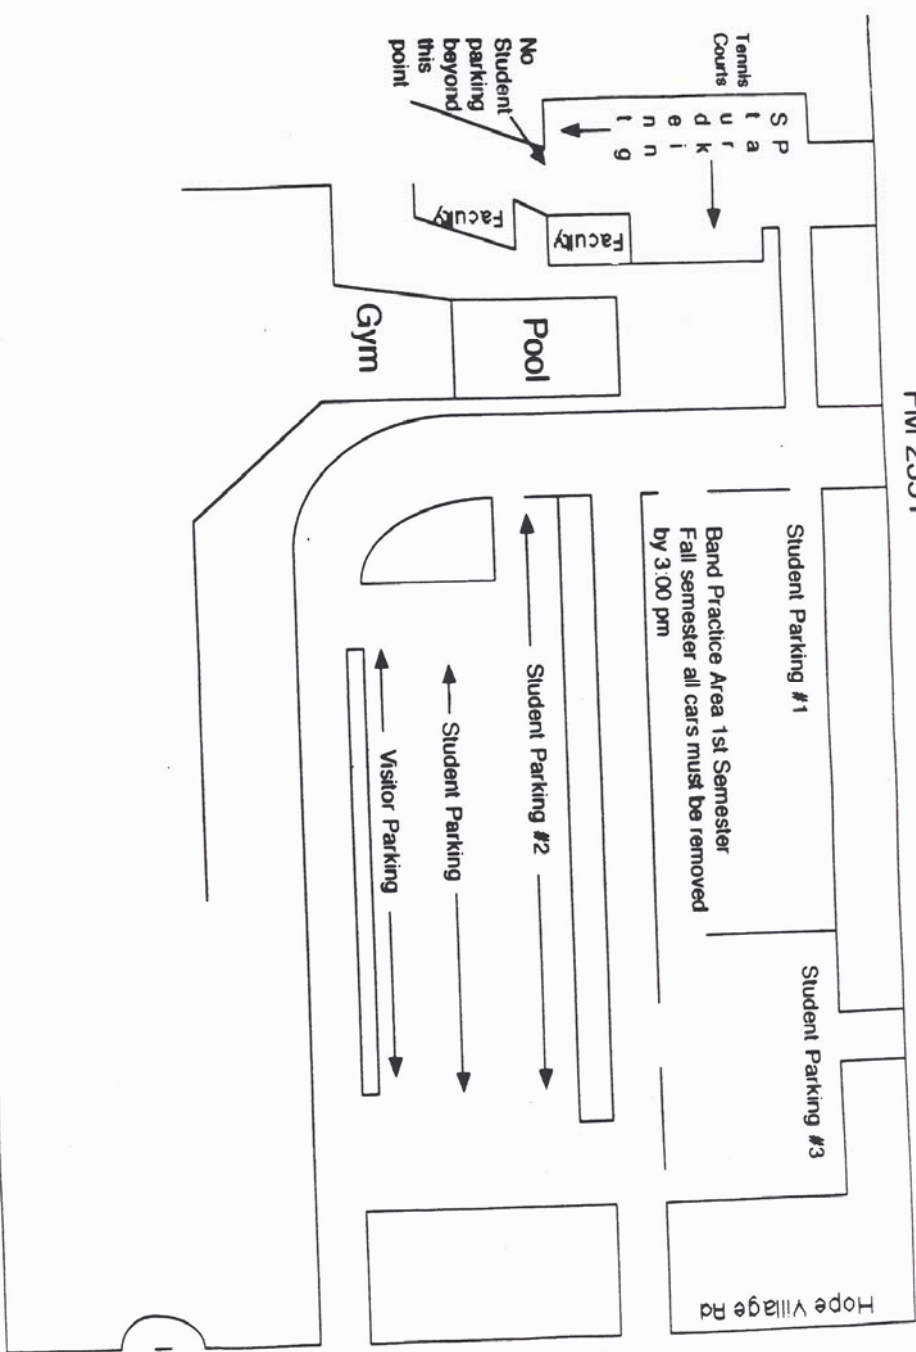 FM
S P
t a
u r
d k
e i
n n
t g
Tennis
Courts
No
Student
parking
beyond
this
point
Faculty
Faculty
Pool
Gym
Student Parking #1
Band Practice Area 1st Semester
Fall semester all cars must be removed
by 3:00 pm
Student Parking #2
Student Parking
Visitor Parking
Student Parking #3
Hope Village Rd